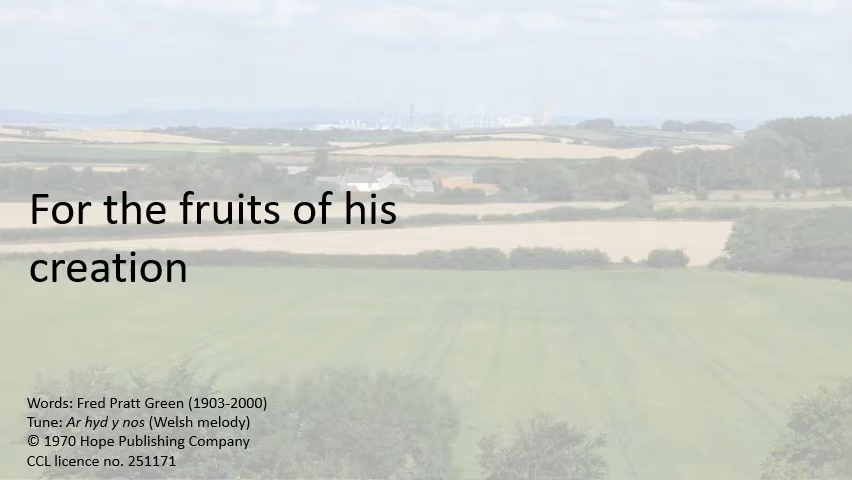 For the fruits of his
creation
Words: Fred Pratt Green (1903-2000)
Tune: Ar hyd y nos (Welsh melody)
© 1970 Hope Publishing Company
CCL licence no. 251171